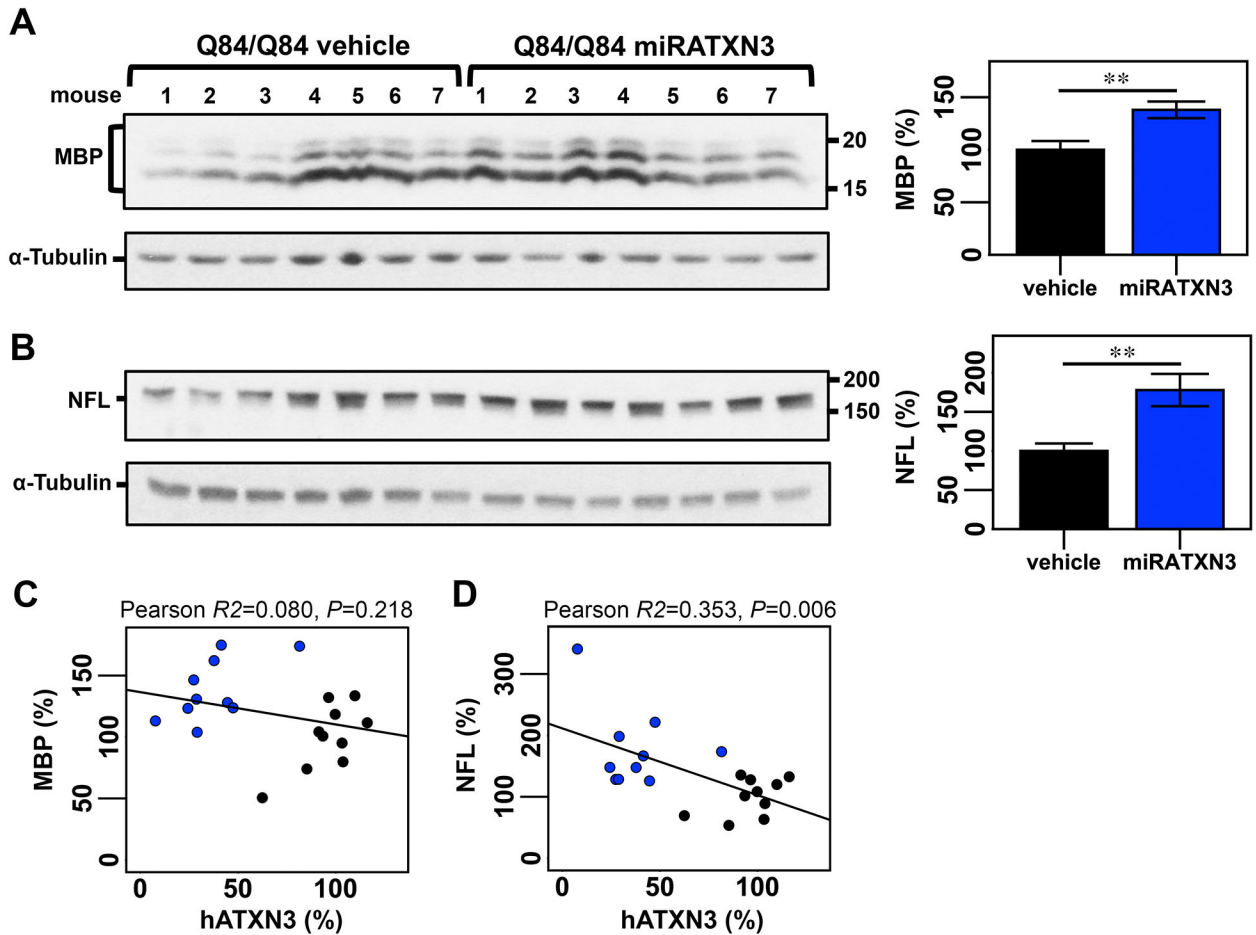 A
Q84/Q84 vehicle
Q84/Q84 miRATXN3
mouse 1 2 3 4 5 6 7 1 2 3 4 5 6 7
MBP
20
15
α-Tubulin
MBP (%)
0 50 100 150
**
vehicle miRATXN3
B
NFL
200
150
α-Tubulin
NFL (%)
0 50 100 150 200
**
vehicle miRATXN3
C
Pearson R2=0.080, P=0.218
MBP (%)
0 50 100 150
0 50 100
hATXN3 (%)
D
Pearson R2=0.353, P=0.006
NFL (%)
0 100 200 300
0 50 100
hATXN3 (%)